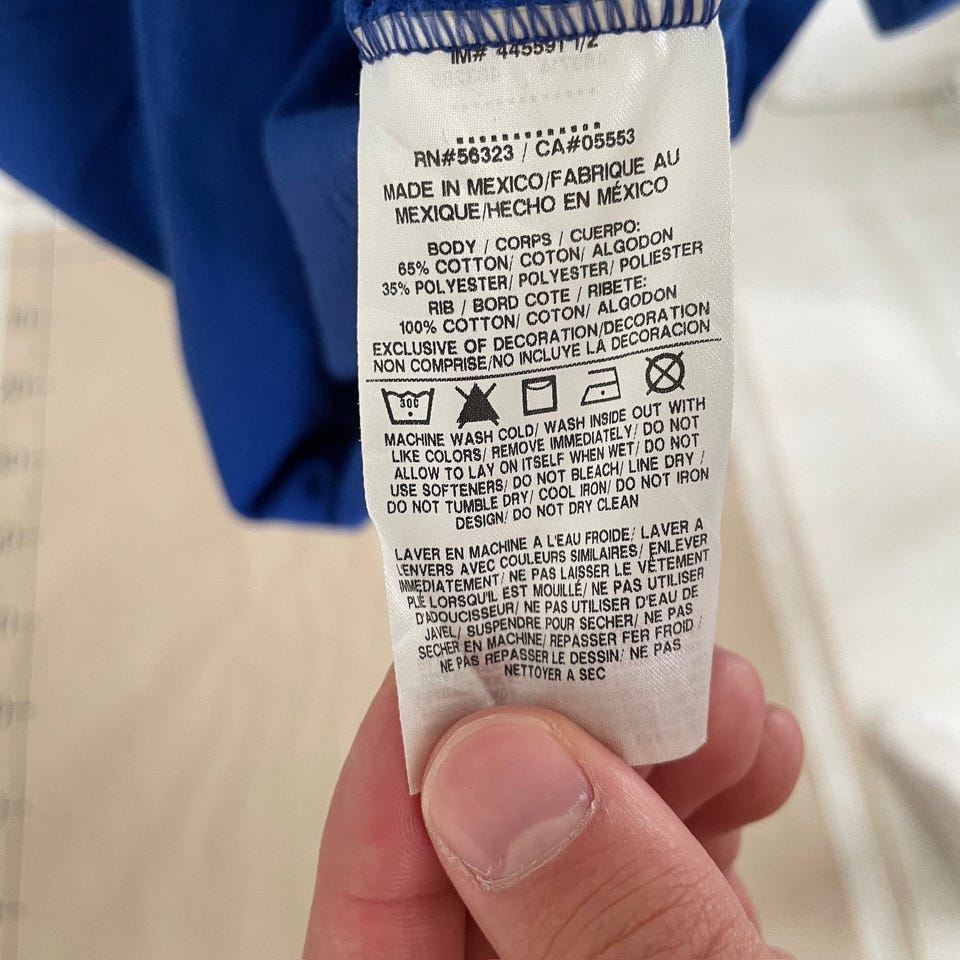 IM# 445591 1/2
RN#56323 / CA#05553
MADE IN MEXICO/FABRIQUE AU
MEXIQUE/HECHO EN MÉXICO
BODY / CORPS / CUERPO:
65% COTTON/ COTON/ ALGODON
35% POLYESTER/ POLYESTER/ POLIESTER
RIB / BORD COTE / RIBETE:
100% COTTON/ COTON/ ALGODON
EXCLUSIVE OF DECORATION/DECORATION
NON COMPRISE/NO INCLUYE LA DECORACION
30C
MACHINE WASH COLD/ WASH INSIDE OUT WITH
LIKE COLORS/ REMOVE IMMEDIATELY/ DO NOT
ALLOW TO LAY ON ITSELF WHEN WET/ DO NOT
USE SOFTENERS/ DO NOT BLEACH/ LINE DRY /
DO NOT TUMBLE DRY/ COOL IRON/ DO NOT IRON
DESIGN/ DO NOT DRY CLEAN
LAVER EN MACHINE A L'EAU FROIDE/ LAVER A
L'ENVERS AVEC COULEURS SIMILAIRES/ ENLEVER
IMMEDIATEMENT/ NE PAS LAISSER LE VÊTEMENT
PLIÉ LORSQU'IL EST MOUILLÉ/ NE PAS UTILISER
D'ADOUCISSEUR/ NE PAS UTILISER D'EAU DE
JAVEL/ SUSPENDRE POUR SECHER/ NE PAS
SECHER EN MACHINE/ REPASSER FER FROID /
NE PAS REPASSER LE DESSIN/ NE PAS
NETTOYER A SEC